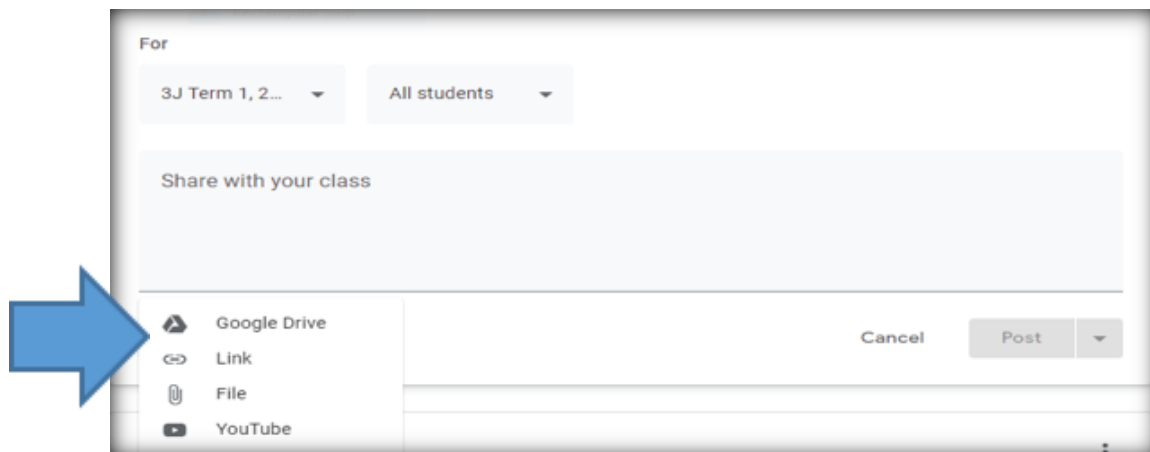 For
3J Term 1, 2... All students
Share with your class
Google Drive
Link
Cancel Post
File
YouTube